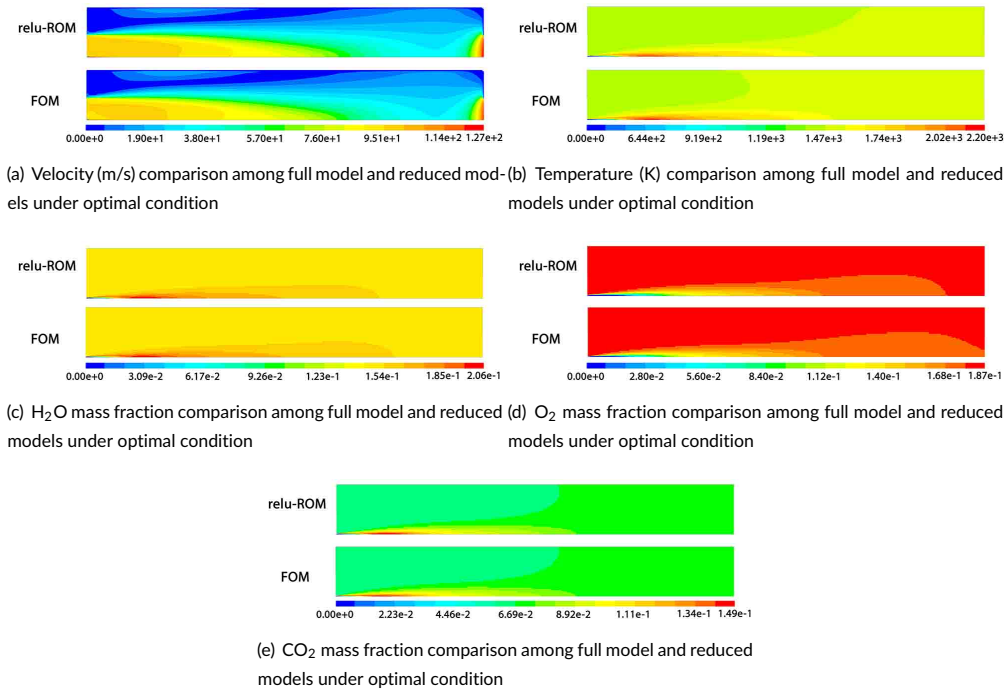 relu-ROM
FOM
0.00e+0 1.90e+1 3.80e+1 5.70e+1 7.60e+1 9.51e+1 1.14e+2 1.27e+2
(a) Velocity (m/s) comparison among full model and reduced mod-
els under optimal condition
relu-ROM
FOM
0.00e+0 6.44e+2 9.19e+2 1.19e+3 1.47e+3 1.74e+3 2.02e+3 2.20e+3
(b) Temperature (K) comparison among full model and reduced
models under optimal condition
relu-ROM
FOM
0.00e+0 3.09e-2 6.17e-2 9.26e-2 1.23e-1 1.54e-1 1.85e-1 2.06e-1
(c) H₂O mass fraction comparison among full model and reduced
models under optimal condition
relu-ROM
FOM
0.00e+0 2.80e-2 5.60e-2 8.40e-2 1.12e-1 1.40e-1 1.68e-1 1.87e-1
(d) O₂ mass fraction comparison among full model and reduced
models under optimal condition
relu-ROM
FOM
0.00e+0 2.23e-2 4.46e-2 6.69e-2 8.92e-2 1.11e-1 1.34e-1 1.49e-1
(e) CO₂ mass fraction comparison among full model and reduced
models under optimal condition